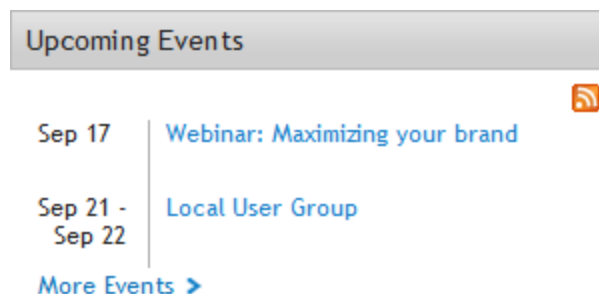 Upcoming Events
Sep 17 Webinar: Maximizing your brand
Sep 21 - Local User Group
Sep 22
More Events >